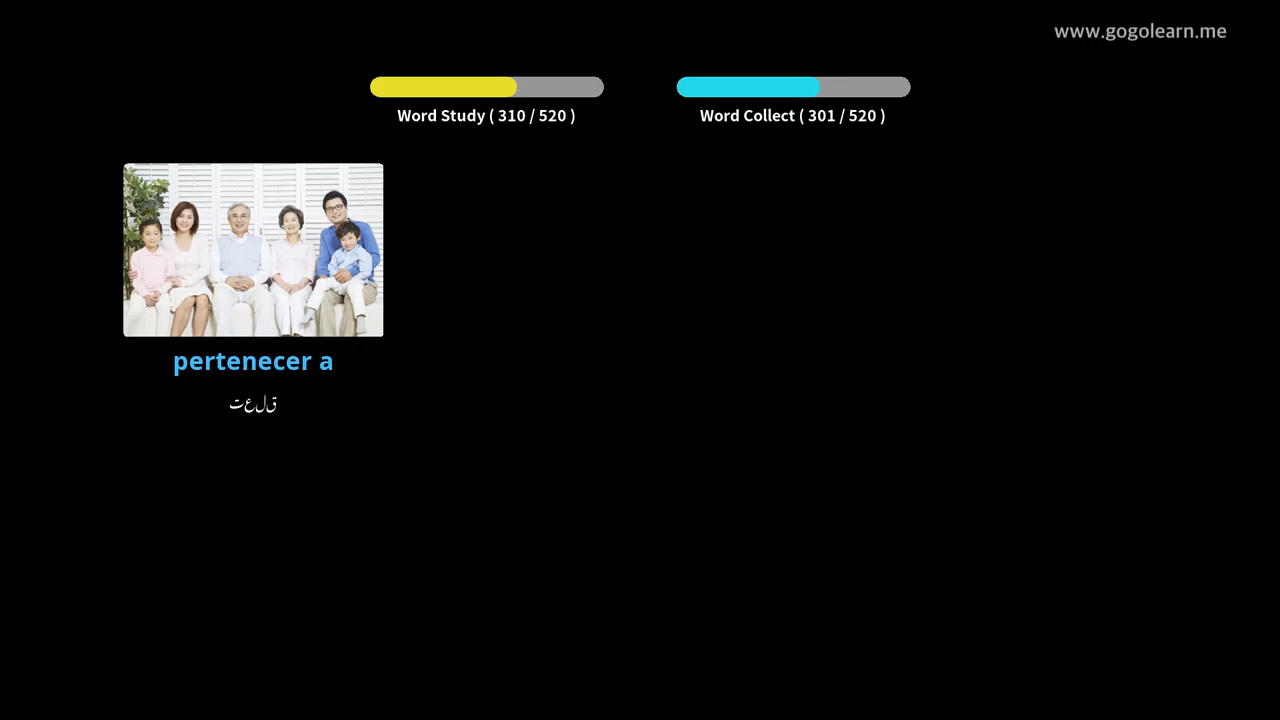 www.gogolearn.me
Word Study ( 310 / 520 )
Word Collect ( 301 / 520 )
pertenecer a
تعلق